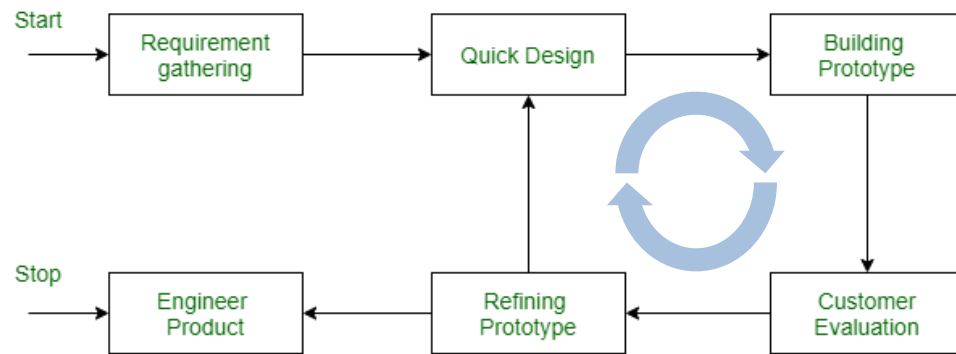 Start
Requirement
gathering
Quick Design
Building
Prototype
Stop
Engineer
Product
Refining
Prototype
Customer
Evaluation